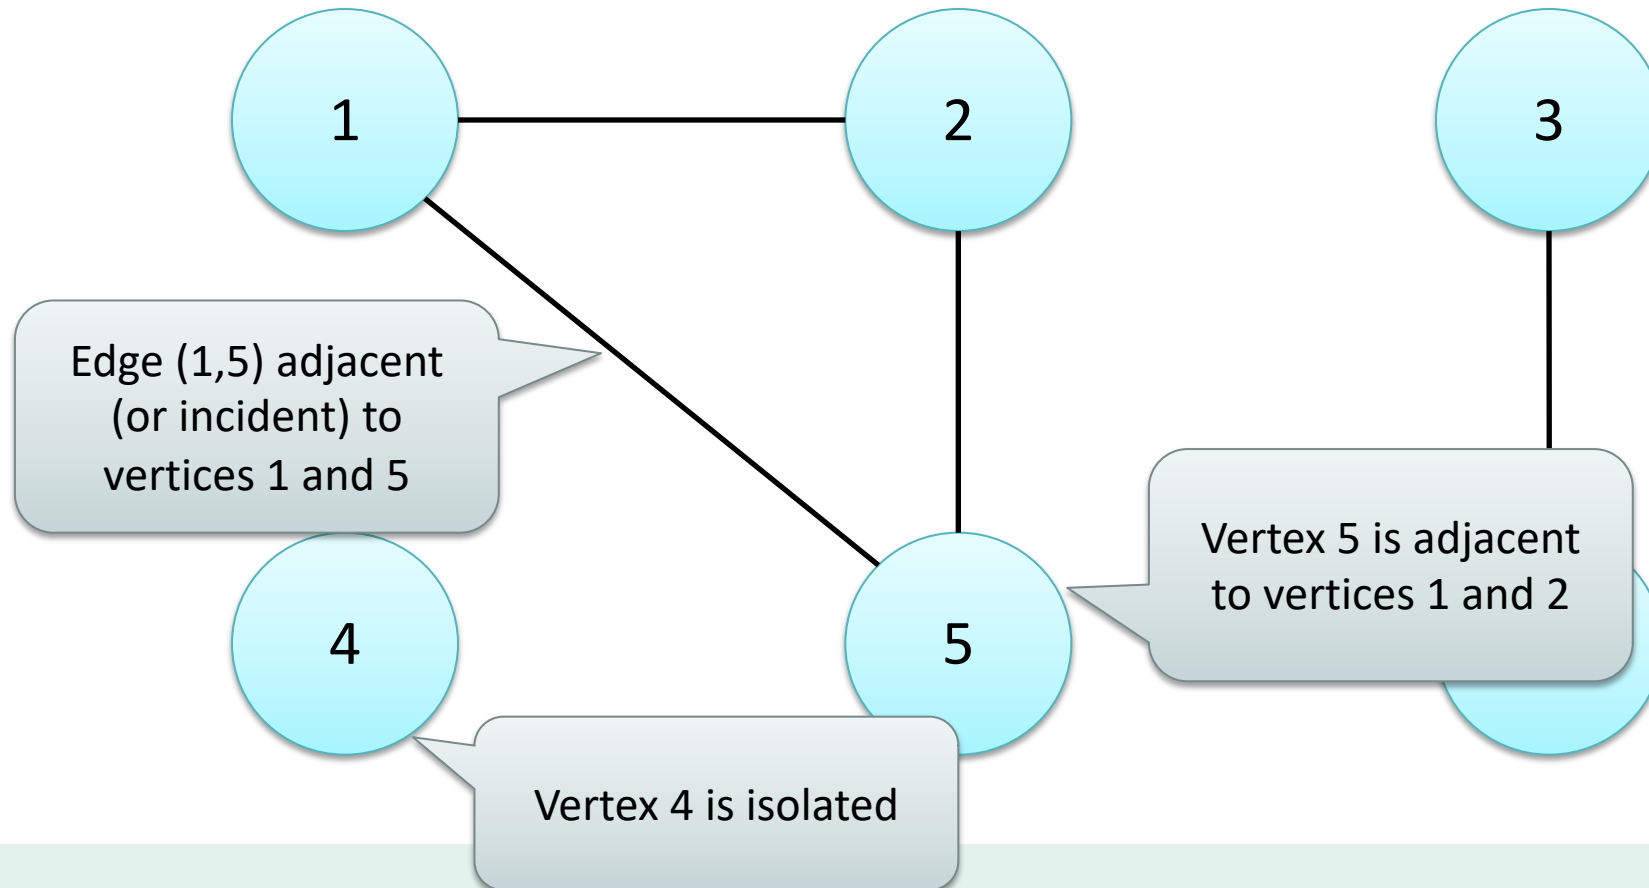 1
2
3
Edge (1,5) adjacent
(or incident) to
vertices 1 and 5
Vertex 5 is adjacent
to vertices 1 and 2
4
5
Vertex 4 is isolated